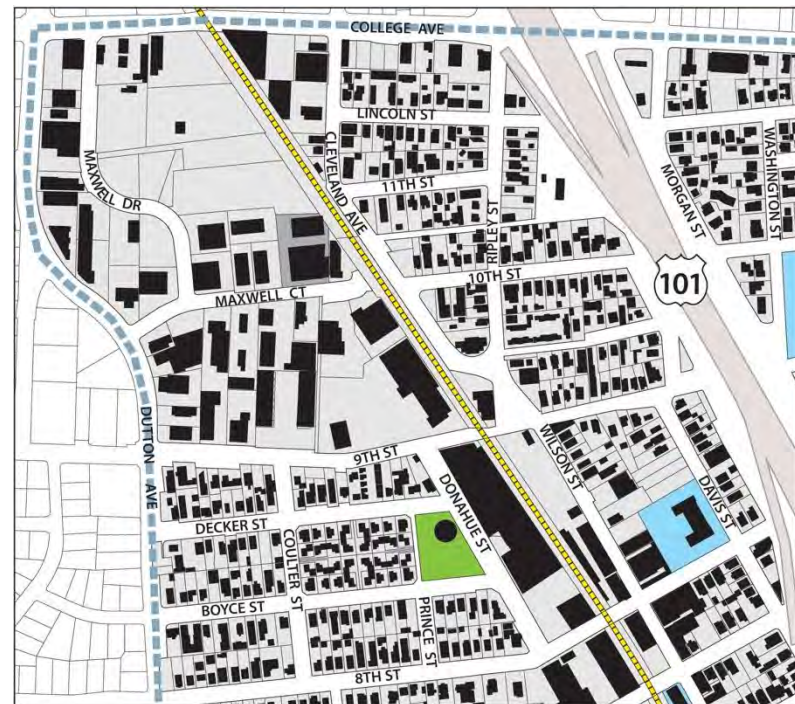 COLLEGE AVE
LINCOLN ST
CLEVELAND AVE
11TH ST
MAXWELL DR
RIPLEY ST
MORGAN ST
WASHINGTON ST
10TH ST
101
MAXWELL CT
DUTTON AVE
9TH ST
WILSON ST
DONAHUE ST
DAVIS ST
DECKER ST
COULTER ST
BOYCE ST
PRINCE ST
8TH ST